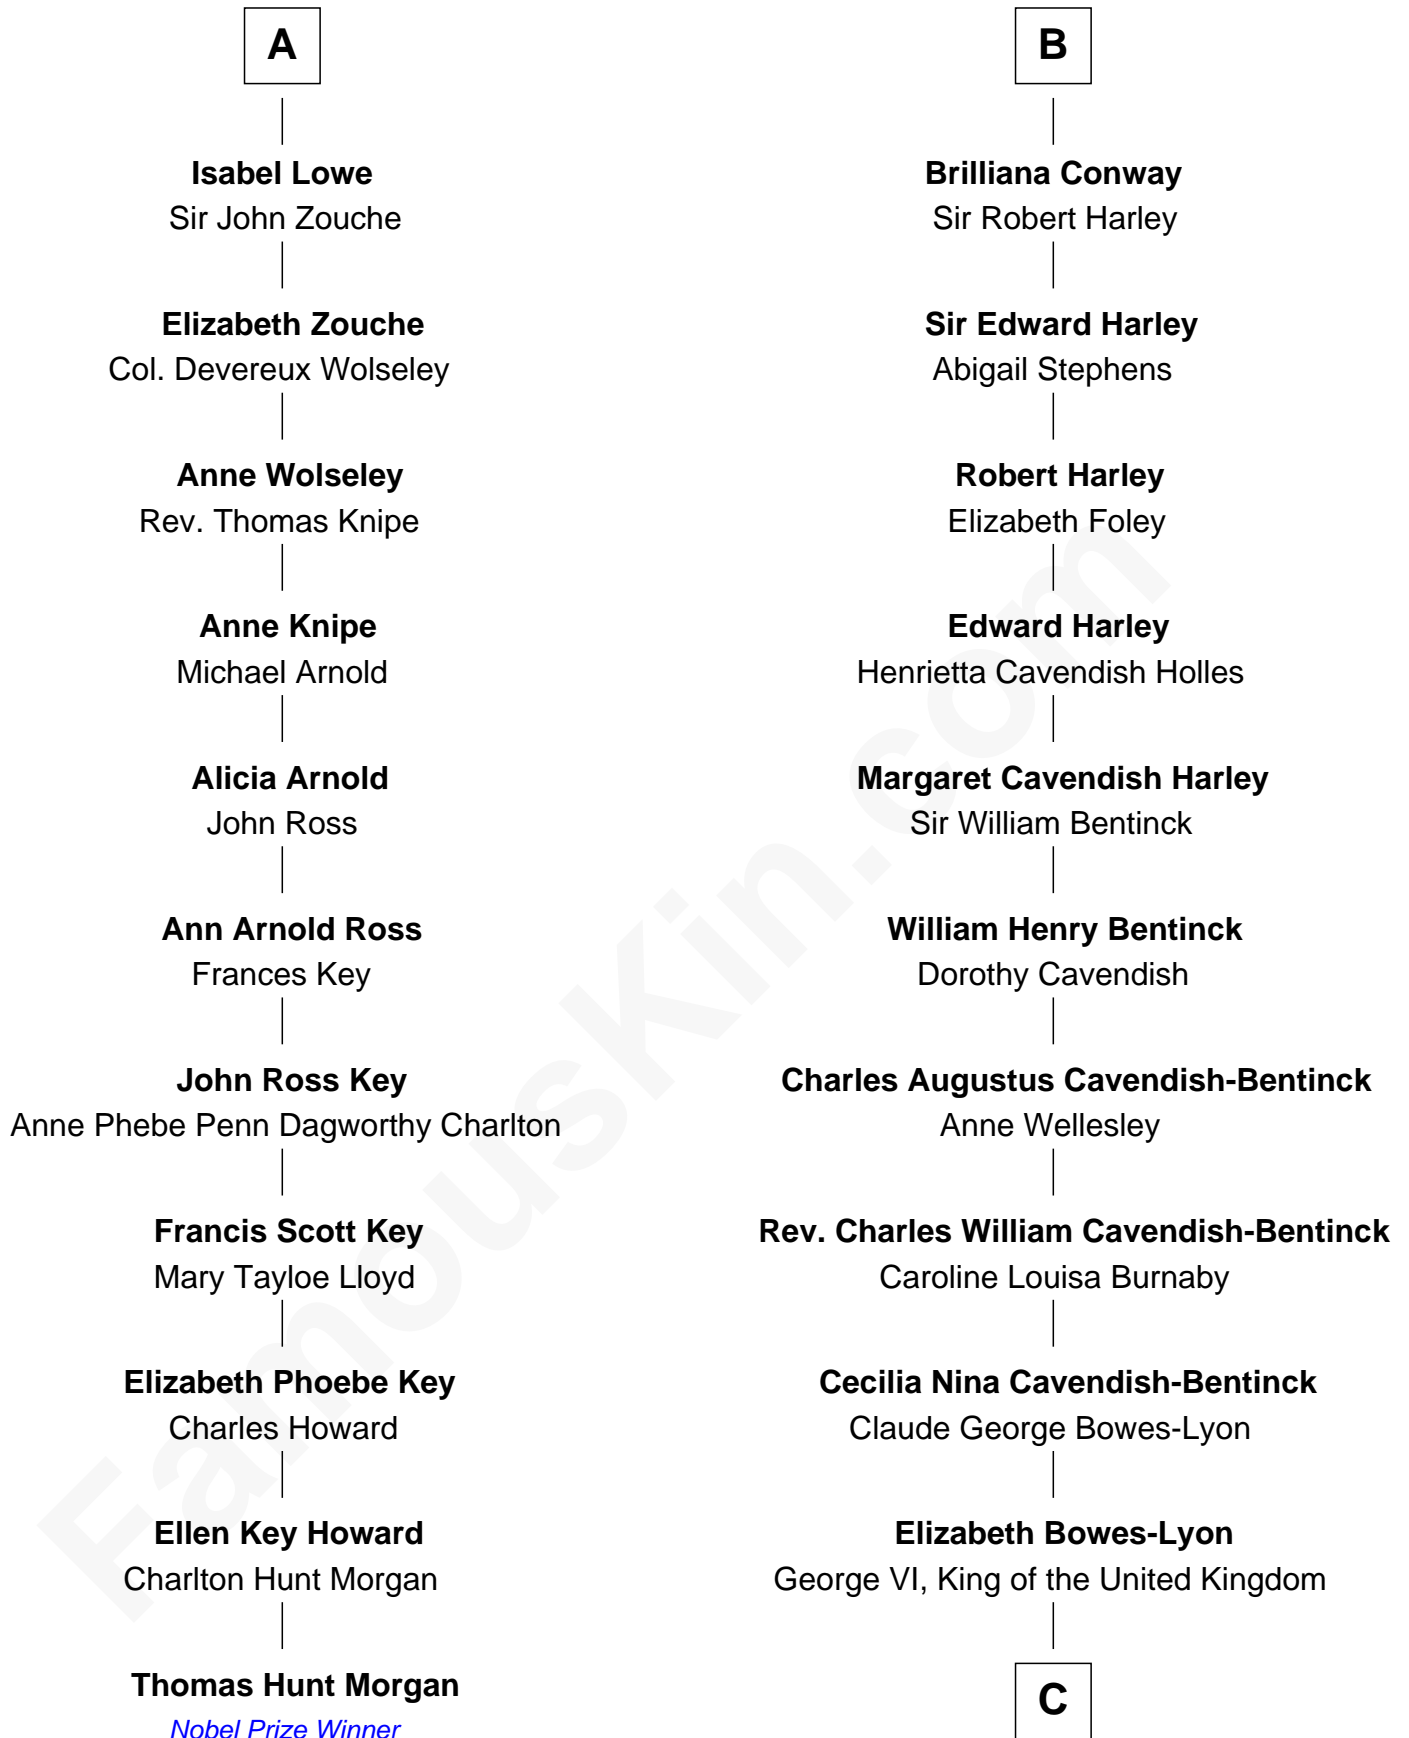 A
Isabel Lowe
Sir John Zouche
Elizabeth Zouche
Col. Devereux Wolseley
Anne Wolseley
Rev. Thomas Knipe
Anne Knipe
Michael Arnold
Alicia Arnold
John Ross
Ann Arnold Ross
Frances Key
John Ross Key
Anne Phebe Penn Dagworthy Charlton
Francis Scott Key
Mary Tayloe Lloyd
Elizabeth Phoebe Key
Charles Howard
Ellen Key Howard
Charlton Hunt Morgan
Thomas Hunt Morgan
Nobel Prize Winner
B
Brilliana Conway
Sir Robert Harley
Sir Edward Harley
Abigail Stephens
Robert Harley
Elizabeth Foley
Edward Harley
Henrietta Cavendish Holles
Margaret Cavendish Harley
Sir William Bentinck
William Henry Bentinck
Dorothy Cavendish
Charles Augustus Cavendish-Bentinck
Anne Wellesley
Rev. Charles William Cavendish-Bentinck
Caroline Louisa Burnaby
Cecilia Nina Cavendish-Bentinck
Claude George Bowes-Lyon
Elizabeth Bowes-Lyon
George VI, King of the United Kingdom
C
FamousKin.com